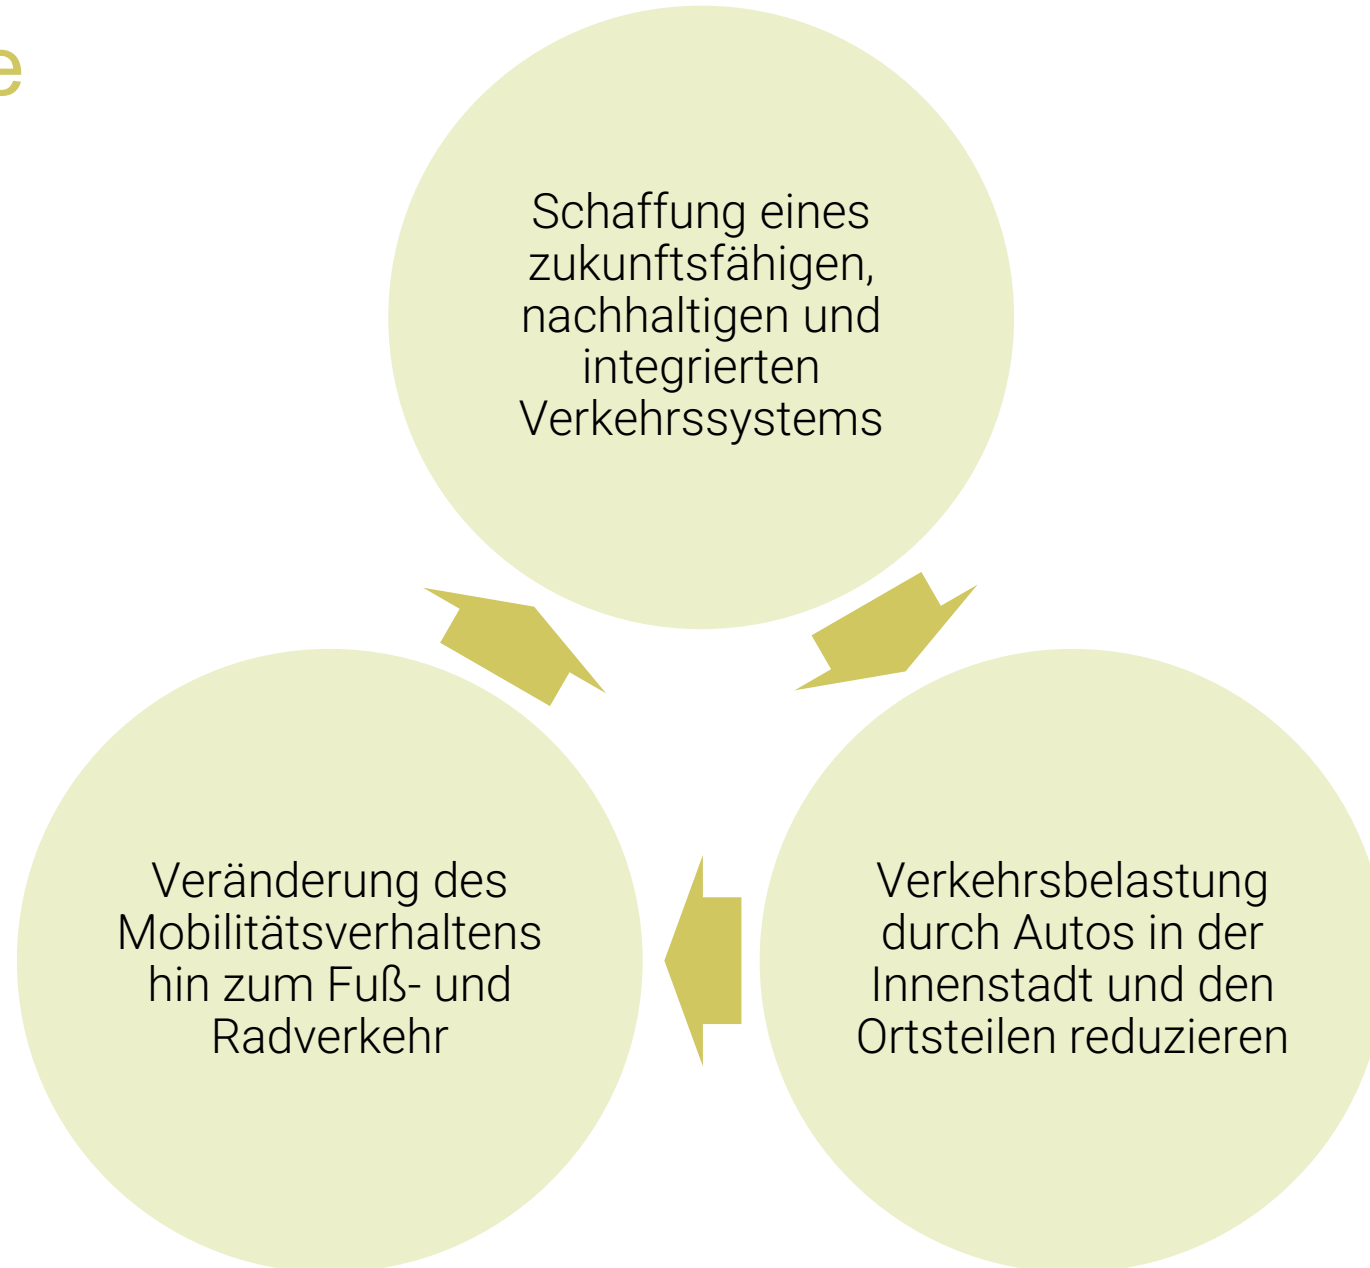 e
Schaffung eines
zukunftsfähigen,
nachhaltigen und
integrierten
Verkehrssystems
Veränderung des
Mobilitätsverhaltens
hin zum Fuß- und
Radverkehr
Verkehrsbelastung
durch Autos in der
Innenstadt und den
Ortsteilen reduzieren